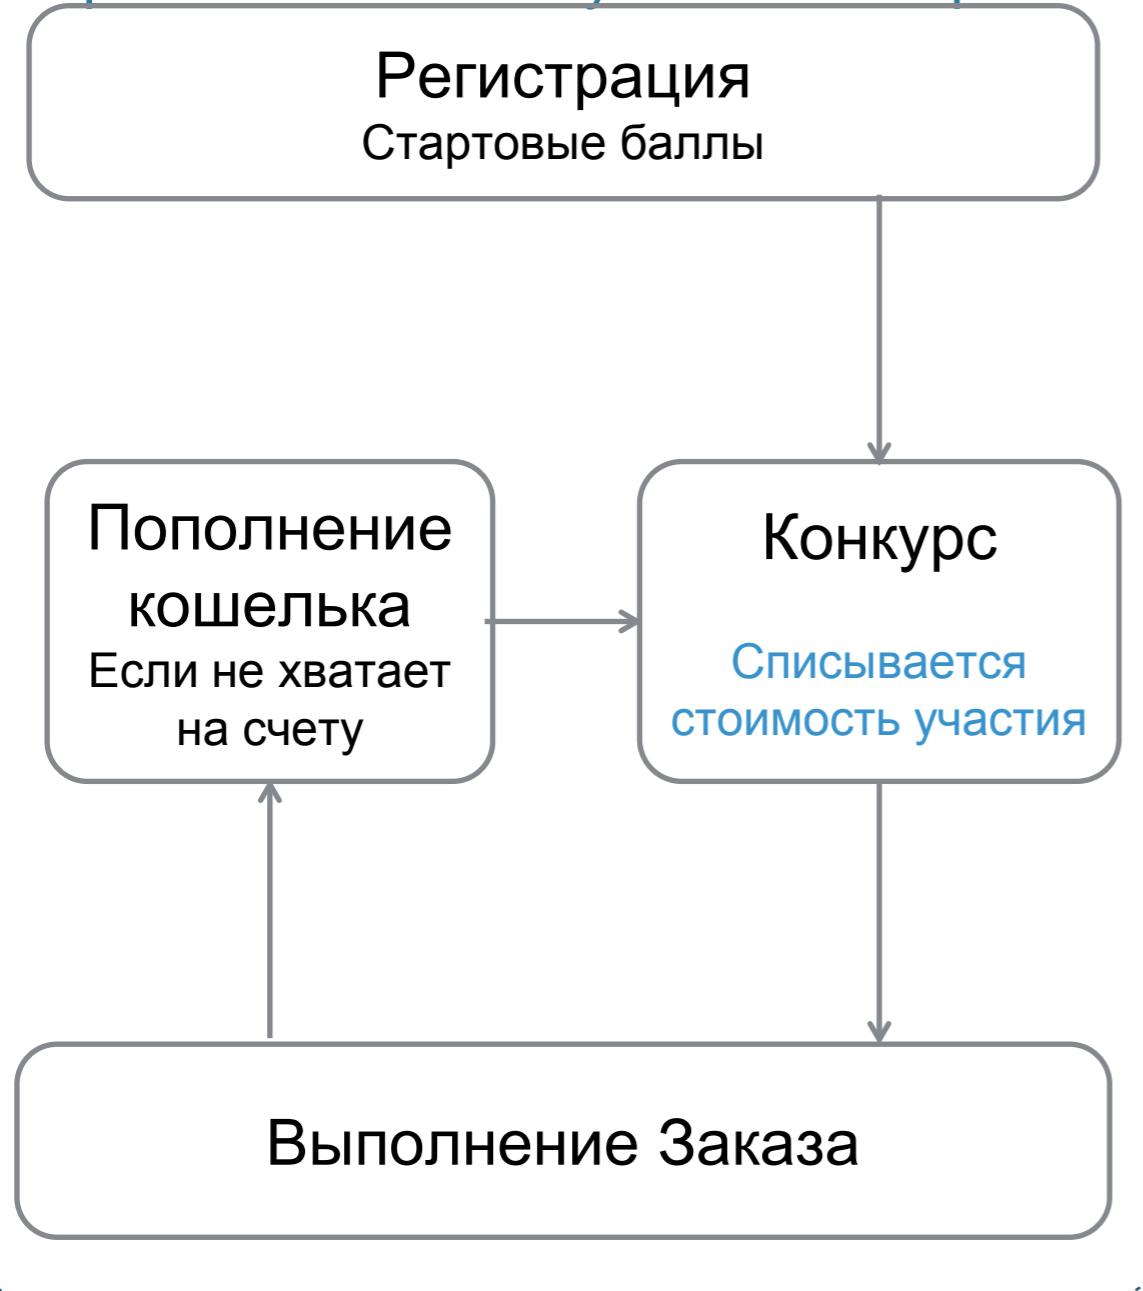 Регистрация
Стартовые баллы
Пополнение
кошелька
Если не хватает
на счету
Конкурс
Списывается
стоимость участия
Выполнение Заказа